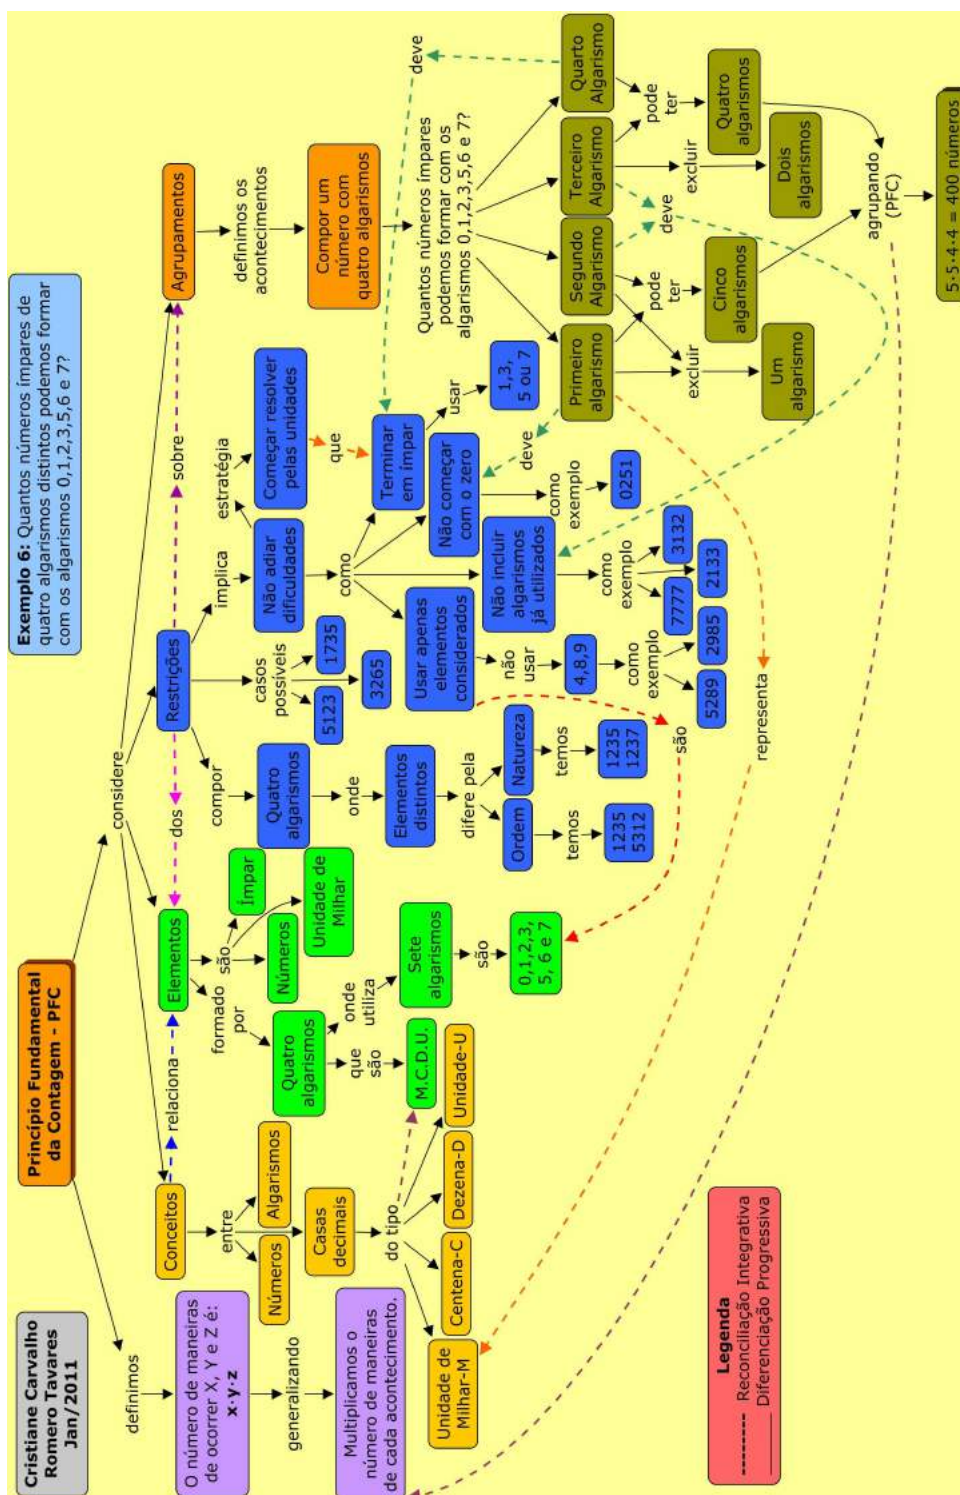 Cristiane Carvalho
Romero Tavares
Jan/2011
Princípio Fundamental
da Contagem - PFC
Exemplo 6: Quantos números ímpares de
quatro algarismos distintos podemos formar
com os algarismos 0,1,2,3,5,6 e 7?
definimos
considere
O número de maneiras
de ocorrer X, Y e Z é:
x·y·z
generalizando
Multiplicamos o
número de maneiras
de cada acontecimento.
Conceitos
relaciona
Elementos
dos
Restrições
sobre
Agrupamentos
entre
Números
Algarismos
Casas
decimais
do tipo
Unidade de
Milhar-M
Centena-C
Dezena-D
Unidade-U
formado
por
são
Ímpar
Números
Unidade de
Milhar
Quatro
algarismos
que
são
M.C.D.U.
onde
utiliza
Sete
algarismos
são
0,1,2,3,
5, 6 e 7
compor
Quatro
algarismos
onde
Elementos
distintos
difere pela
Ordem
Natureza
temos
temos
1235
5312
1235
1237
são
casos
possíveis
5123
3265
1735
implica
Não adiar
dificuldades
estratégia
Começar resolver
pelas unidades
que
como
Terminar
em ímpar
usar
1,3,
5 ou 7
Não começar
com o zero
como
exemplo
0251
Não incluir
algarismos
já utilizados
como
exemplo
7777
2133
3132
Usar apenas
elementos
considerados
não
usar
4,8,9
como
exemplo
5289
2985
definimos os
acontecimentos
Compor um
número com
quatro algarismos
Quantos números ímpares
podemos formar com os
algarismos 0,1,2,3,5,6 e 7?
deve
Primeiro
algarismo
Segundo
Algarismo
Terceiro
Algarismo
Quarto
Algarismo
deve
deve
excluir
pode
ter
excluir
pode
ter
Um
algarismo
Cinco
algarismos
Dois
algarismos
Quatro
algarismos
representa
agrupando
(PFC)
5·5·4·4 = 400 números
Legenda
Reconciliação Integrativa
Diferenciação Progressiva